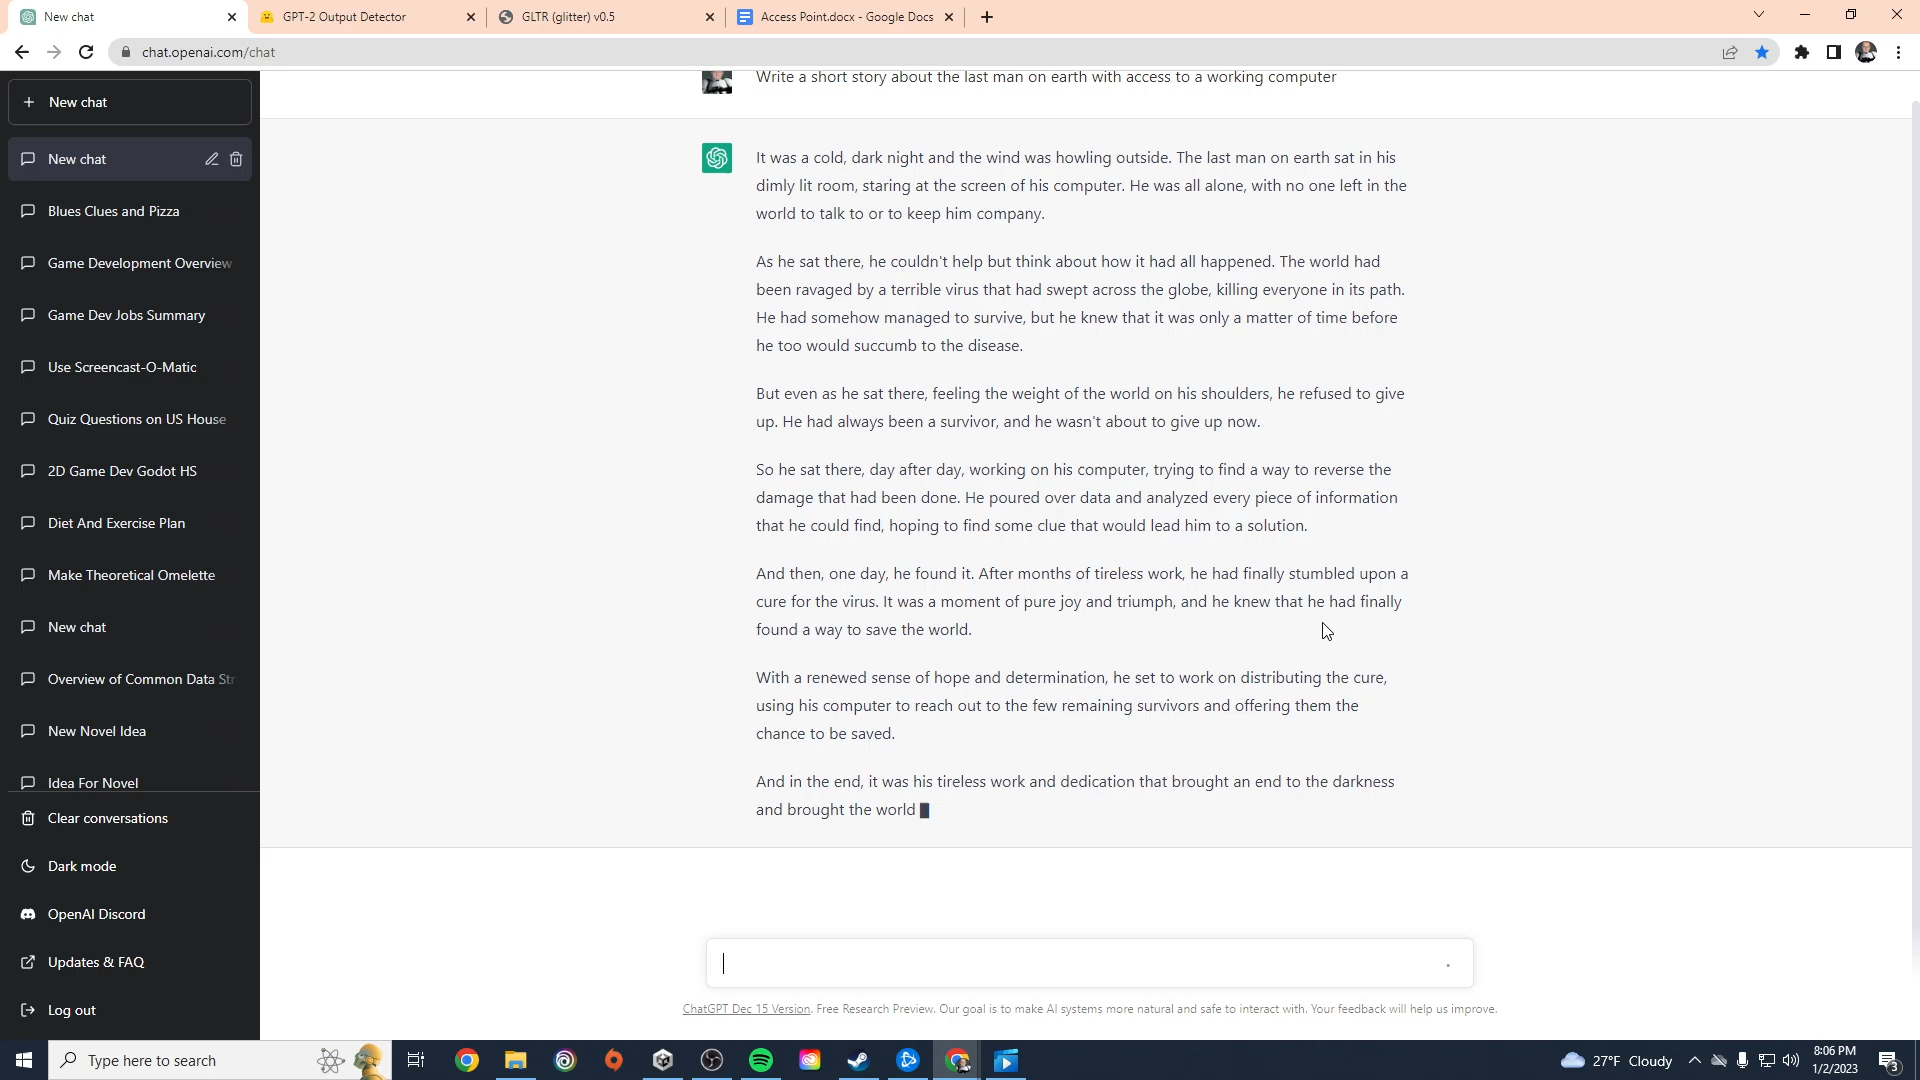 New chat
GPT-2 Output Detector
GLTR (glitter) v0.5
Access Point.docx - Google Docs
chat.openai.com/chat
New chat
New chat
Blues Clues and Pizza
Game Development Overview
Game Dev Jobs Summary
Use Screencast-O-Matic
Quiz Questions on US House
2D Game Dev Godot HS
Diet And Exercise Plan
Make Theoretical Omelette
New chat
Overview of Common Data Str
New Novel Idea
Idea For Novel
Clear conversations
Dark mode
OpenAI Discord
Updates & FAQ
Log out
Write a short story about the last man on earth with access to a working computer
It was a cold, dark night and the wind was howling outside. The last man on earth sat in his
dimly lit room, staring at the screen of his computer. He was all alone, with no one left in the
world to talk to or to keep him company.
As he sat there, he couldn't help but think about how it had all happened. The world had
been ravaged by a terrible virus that had swept across the globe, killing everyone in its path.
He had somehow managed to survive, but he knew that it was only a matter of time before
he too would succumb to the disease.
But even as he sat there, feeling the weight of the world on his shoulders, he refused to give
up. He had always been a survivor, and he wasn't about to give up now.
So he sat there, day after day, working on his computer, trying to find a way to reverse the
damage that had been done. He poured over data and analyzed every piece of information
that he could find, hoping to find some clue that would lead him to a solution.
And then, one day, he found it. After months of tireless work, he had finally stumbled upon a
cure for the virus. It was a moment of pure joy and triumph, and he knew that he had finally
found a way to save the world.
With a renewed sense of hope and determination, he set to work on distributing the cure,
using his computer to reach out to the few remaining survivors and offering them the
chance to be saved.
And in the end, it was his tireless work and dedication that brought an end to the darkness
and brought the world
ChatGPT Dec 15 Version. Free Research Preview. Our goal is to make AI systems more natural and safe to interact with. Your feedback will help us improve.
Type here to search
27°F Cloudy
8:06 PM
1/2/2023
3